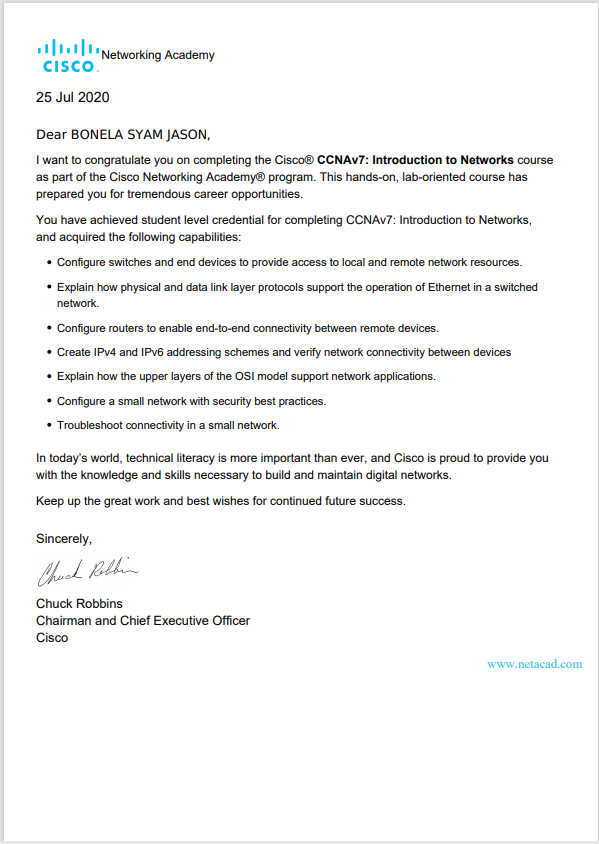 CISCO Networking Academy
25 Jul 2020
Dear BONELA SYAM JASON,
I want to congratulate you on completing the Cisco® CCNAv7: Introduction to Networks course
as part of the Cisco Networking Academy® program. This hands-on, lab-oriented course has
prepared you for tremendous career opportunities.
You have achieved student level credential for completing CCNAv7: Introduction to Networks,
and acquired the following capabilities:
• Configure switches and end devices to provide access to local and remote network resources.
• Explain how physical and data link layer protocols support the operation of Ethernet in a switched
network.
• Configure routers to enable end-to-end connectivity between remote devices.
• Create IPv4 and IPv6 addressing schemes and verify network connectivity between devices
• Explain how the upper layers of the OSI model support network applications.
• Configure a small network with security best practices.
• Troubleshoot connectivity in a small network.
In today’s world, technical literacy is more important than ever, and Cisco is proud to provide you
with the knowledge and skills necessary to build and maintain digital networks.
Keep up the great work and best wishes for continued future success.
Sincerely,
Chuck Robbins
Chuck Robbins
Chairman and Chief Executive Officer
Cisco
www.netacad.com